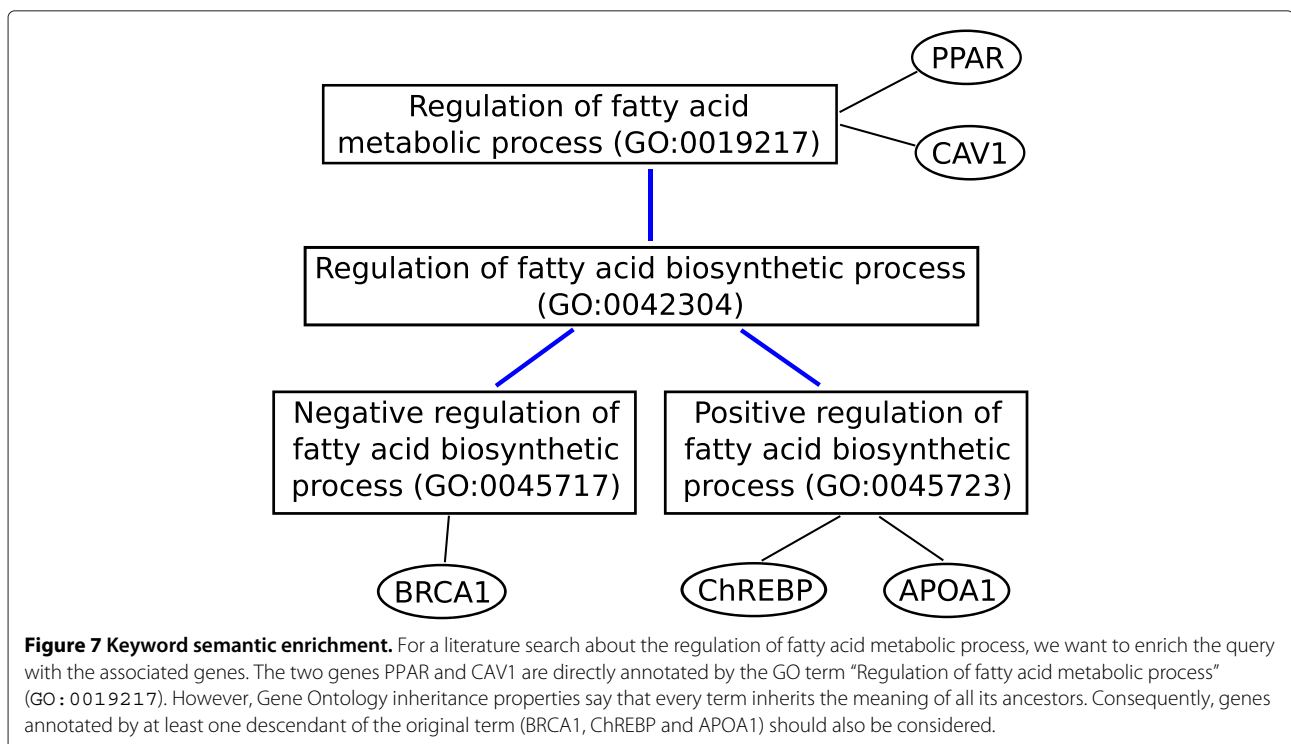 PPAR
Regulation of fatty acid
metabolic process (GO:0019217)
CAV1
Regulation of fatty acid biosynthetic process
(GO:0042304)
Negative regulation of
fatty acid biosynthetic
process (GO:0045717)
Positive regulation of
fatty acid biosynthetic
process (GO:0045723)
BRCA1
ChREBP
APOA1
Figure 7 Keyword semantic enrichment. For a literature search about the regulation of fatty acid metabolic process, we want to enrich the query
with the associated genes. The two genes PPAR and CAV1 are directly annotated by the GO term “Regulation of fatty acid metabolic process”
(GO:0019217). However, Gene Ontology inheritance properties say that every term inherits the meaning of all its ancestors. Consequently, genes
annotated by at least one descendant of the original term (BRCA1, ChREBP and APOA1) should also be considered.